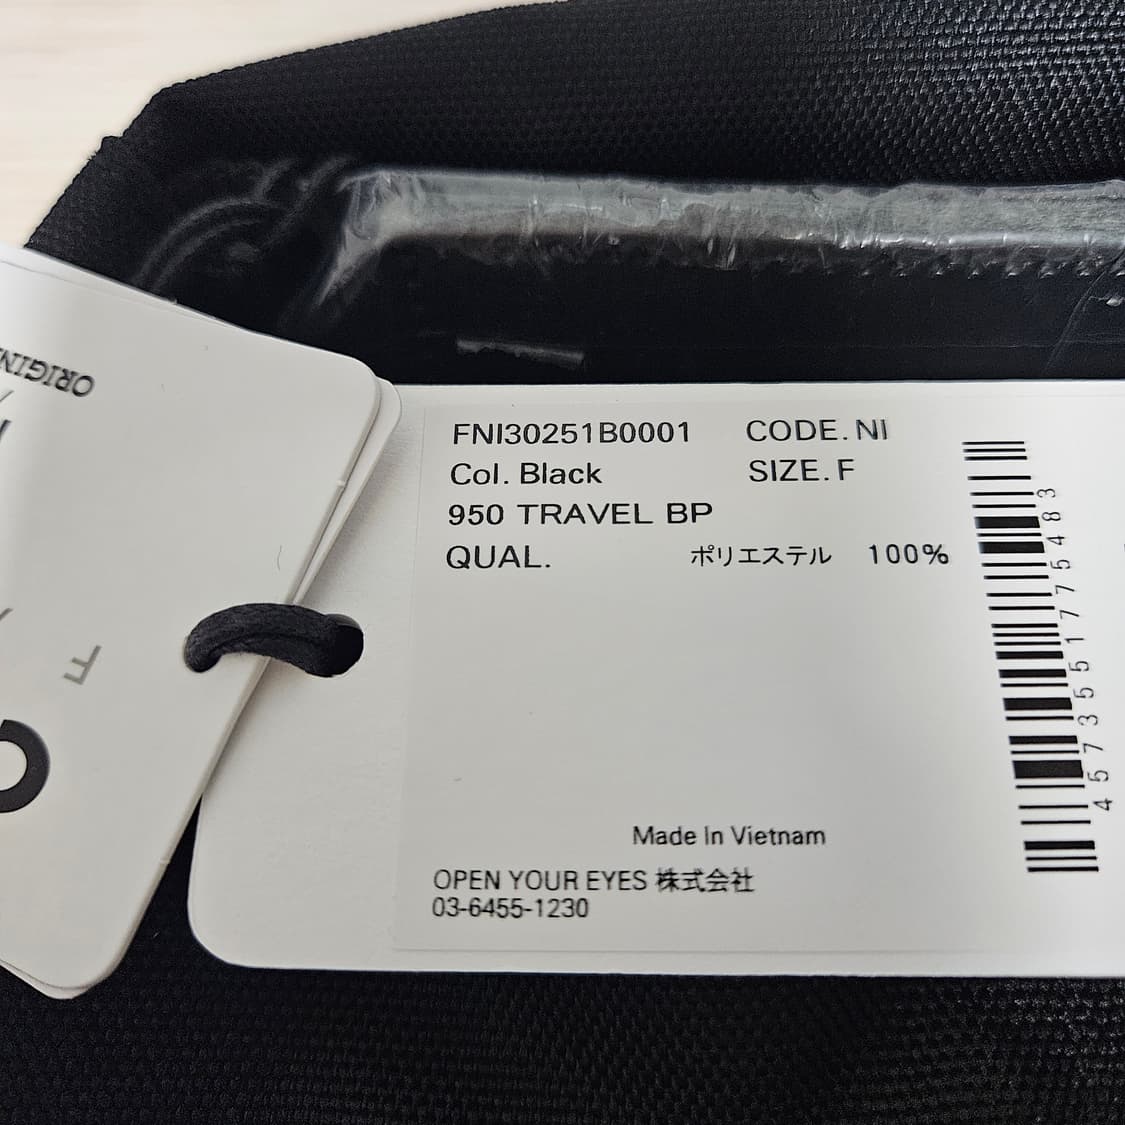 FNI30251B0001 CODE. NI
Col. Black SIZE. F
950 TRAVEL BP
QUAL. ポリエステル 100%
4573551775483
Made In Vietnam
OPEN YOUR EYES 株式会社
03-6455-1230
F